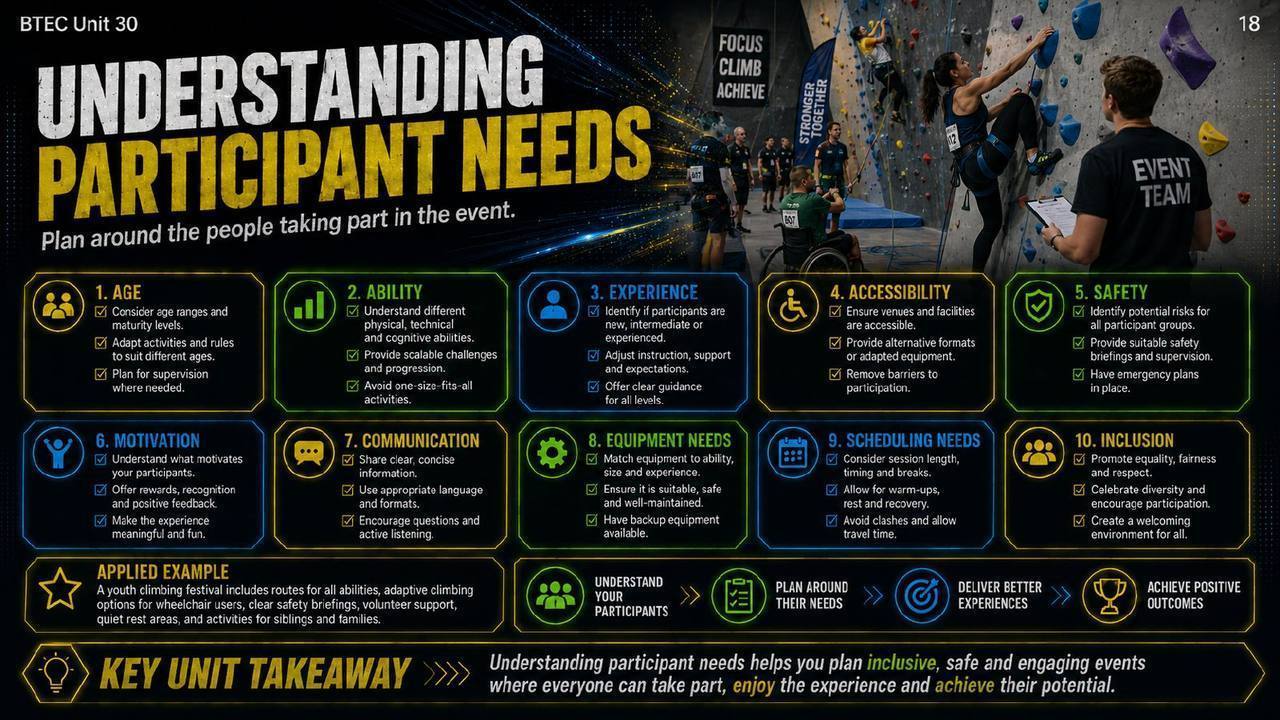 BTEC Unit 30
18
UNDERSTANDING
PARTICIPANT NEEDS
Plan around the people taking part in the event.
FOCUS
CLIMB
ACHIEVE
STRONGER
TOGETHER
EVENT
TEAM
607
1. AGE
Consider age ranges and
maturity levels.
Adapt activities and rules
to suit different ages.
Plan for supervision
where needed.
2. ABILITY
Understand different
physical, technical
and cognitive abilities.
Provide scalable challenges
and progression.
Avoid one-size-fits-all
activities.
3. EXPERIENCE
Identify if participants are
new, intermediate or
experienced.
Adjust instruction, support
and expectations.
Offer clear guidance
for all levels.
4. ACCESSIBILITY
Ensure venues and facilities
are accessible.
Provide alternative formats
or adapted equipment.
Remove barriers to
participation.
5. SAFETY
Identify potential risks for
all participant groups.
Provide suitable safety
briefings and supervision.
Have emergency plans
in place.
6. MOTIVATION
Understand what motivates
your participants.
Offer rewards, recognition
and positive feedback.
Make the experience
meaningful and fun.
7. COMMUNICATION
Share clear, concise
information.
Use appropriate language
and formats.
Encourage questions and
active listening.
8. EQUIPMENT NEEDS
Match equipment to ability,
size and experience.
Ensure it is suitable, safe
and well-maintained.
Have backup equipment
available.
9. SCHEDULING NEEDS
Consider session length,
timing and breaks.
Allow for warm-ups,
rest and recovery.
Avoid clashes and allow
travel time.
10. INCLUSION
Promote equality, fairness
and respect.
Celebrate diversity and
encourage participation.
Create a welcoming
environment for all.
APPLIED EXAMPLE
A youth climbing festival includes routes for all abilities, adaptive climbing
options for wheelchair users, clear safety briefings, volunteer support,
quiet rest areas, and activities for siblings and families.
UNDERSTAND
YOUR
PARTICIPANTS
PLAN AROUND
THEIR NEEDS
DELIVER BETTER
EXPERIENCES
ACHIEVE POSITIVE
OUTCOMES
KEY UNIT TAKEAWAY
Understanding participant needs helps you plan inclusive, safe and engaging events
where everyone can take part, enjoy the experience and achieve their potential.